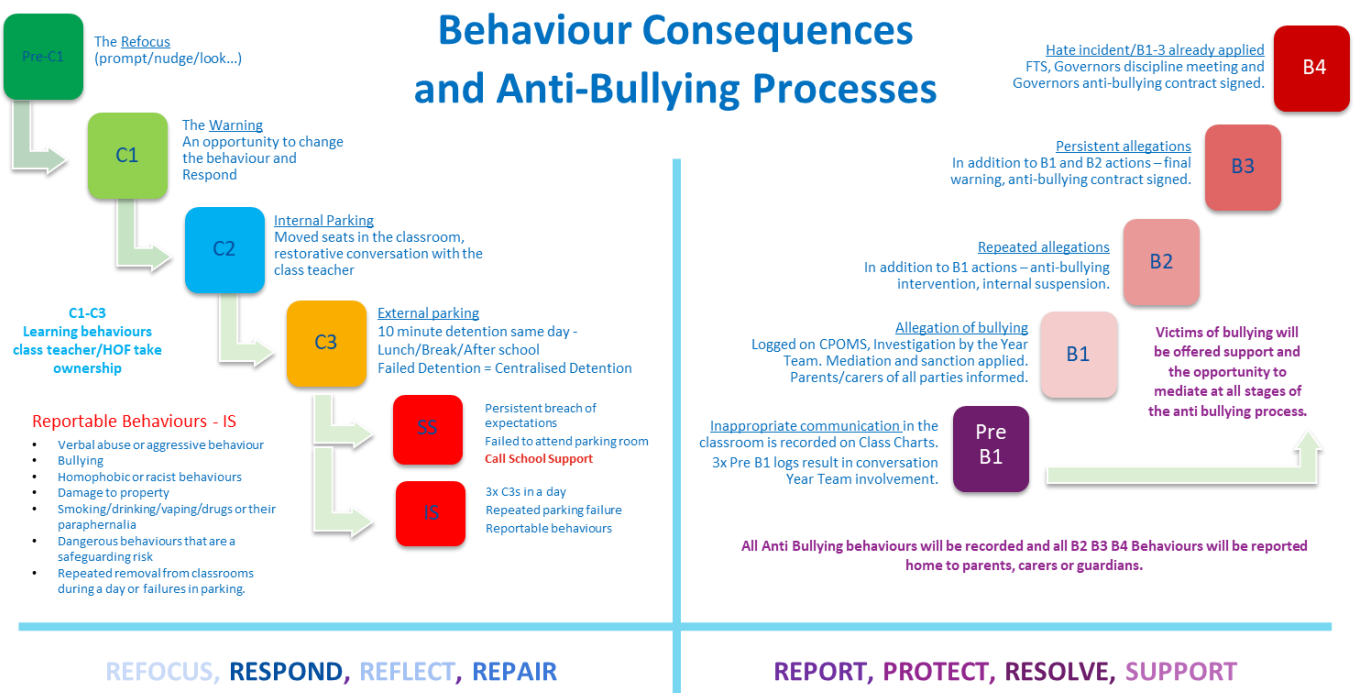 Behaviour Consequences
and Anti-Bullying Processes
Pre-C1
The Refocus
(prompt/nudge/look...)
C1
The Warning
An opportunity to change
the behaviour and
Respond
C2
Internal Parking
Moved seats in the classroom,
restorative conversation with the
class teacher
C3
External parking
10 minute detention same day -
Lunch/Break/After school
Failed Detention = Centralised Detention
C1-C3
Learning behaviours
class teacher/HOF take
ownership
SS
Persistent breach of
expectations
Failed to attend parking room
Call School Support
IS
3x C3s in a day
Repeated parking failure
Reportable behaviours
Reportable Behaviours - IS
• Verbal abuse or aggressive behaviour
• Bullying
• Homophobic or racist behaviours
• Damage to property
• Smoking/drinking/vaping/drugs or their
paraphernalia
• Dangerous behaviours that are a
safeguarding risk
• Repeated removal from classrooms
during a day or failures in parking.
REFOCUS, RESPOND, REFLECT, REPAIR
Hate incident/B1-3 already applied
FTS, Governors discipline meeting and
Governors anti-bullying contract signed.
B4
Persistent allegations
In addition to B1 and B2 actions – final
warning, anti-bullying contract signed.
B3
Repeated allegations
In addition to B1 actions – anti-bullying
intervention, internal suspension.
B2
Allegation of bullying
Logged on CPOMS, Investigation by the Year
Team. Mediation and sanction applied.
Parents/carers of all parties informed.
B1
Victims of bullying will
be offered support and
the opportunity to
mediate at all stages of
the anti bullying process.
Inappropriate communication in the
classroom is recorded on Class Charts.
3x Pre B1 logs result in conversation
Year Team involvement.
Pre
B1
All Anti Bullying behaviours will be recorded and all B2 B3 B4 Behaviours will be reported
home to parents, carers or guardians.
REPORT, PROTECT, RESOLVE, SUPPORT